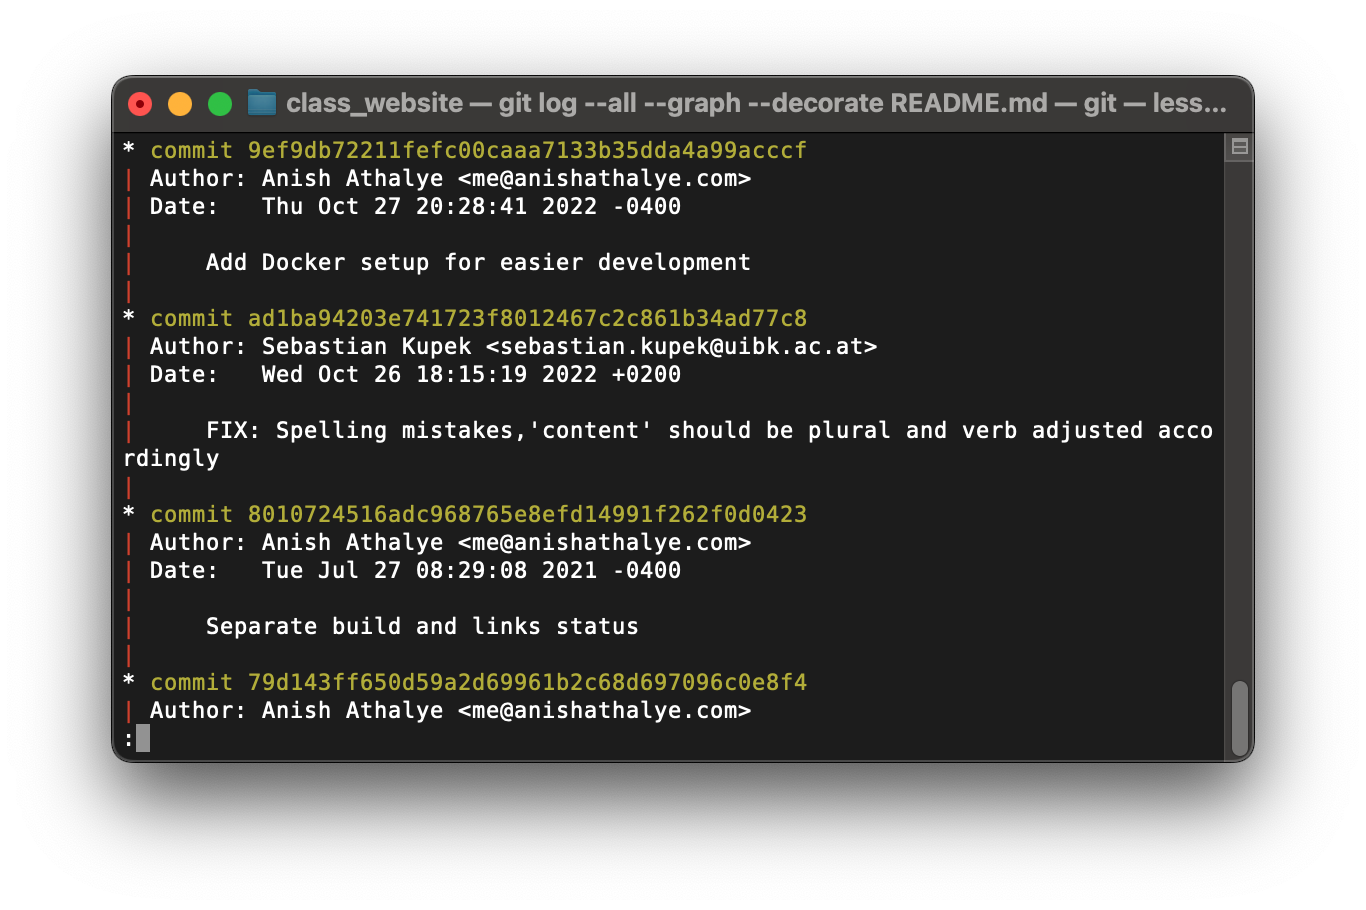 class_website — git log --all --graph --decorate README.md — git — less...
* commit 9ef9db72211fefc00caaa7133b35dda4a99acccf
| Author: Anish Athalye <me@anishathalye.com>
| Date:   Thu Oct 27 20:28:41 2022 -0400
|
|     Add Docker setup for easier development
|
* commit ad1ba94203e741723f8012467c2c861b34ad77c8
| Author: Sebastian Kupek <sebastian.kupek@uibk.ac.at>
| Date:   Wed Oct 26 18:15:19 2022 +0200
|
|     FIX: Spelling mistakes,'content' should be plural and verb adjusted acco
rdingly
|
* commit 8010724516adc968765e8efd14991f262f0d0423
| Author: Anish Athalye <me@anishathalye.com>
| Date:   Tue Jul 27 08:29:08 2021 -0400
|
|     Separate build and links status
|
* commit 79d143ff650d59a2d69961b2c68d697096c0e8f4
| Author: Anish Athalye <me@anishathalye.com>
: